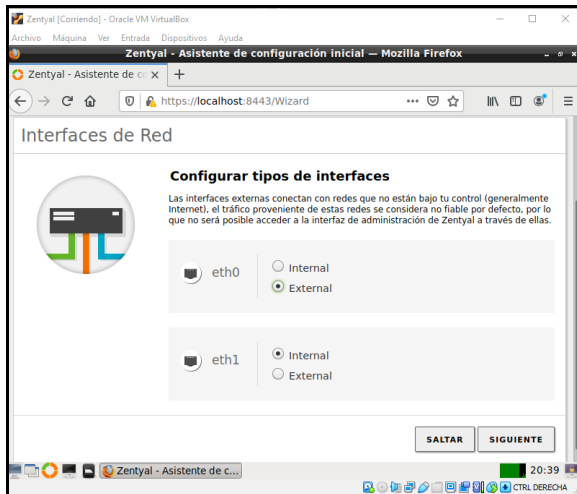 Zentyal [Corriendo] - Oracle VM VirtualBox
Archivo Máquina Ver Entrada Dispositivos Ayuda
Zentyal - Asistente de configuración inicial — Mozilla Firefox
Zentyal - Asistente de co
https://localhost:8443/Wizard
Interfaces de Red
Configurar tipos de interfaces
Las interfaces externas conectan con redes que no están bajo tu control (generalmente
Internet), el tráfico proveniente de estas redes se considera no fiable por defecto, por lo
que no será posible acceder a la interfaz de administración de Zentyal a través de ellas.
eth0
Internal
External
eth1
Internal
External
SALTAR SIGUIENTE
Zentyal - Asistente de c...
20:39
CTRL DERECHA